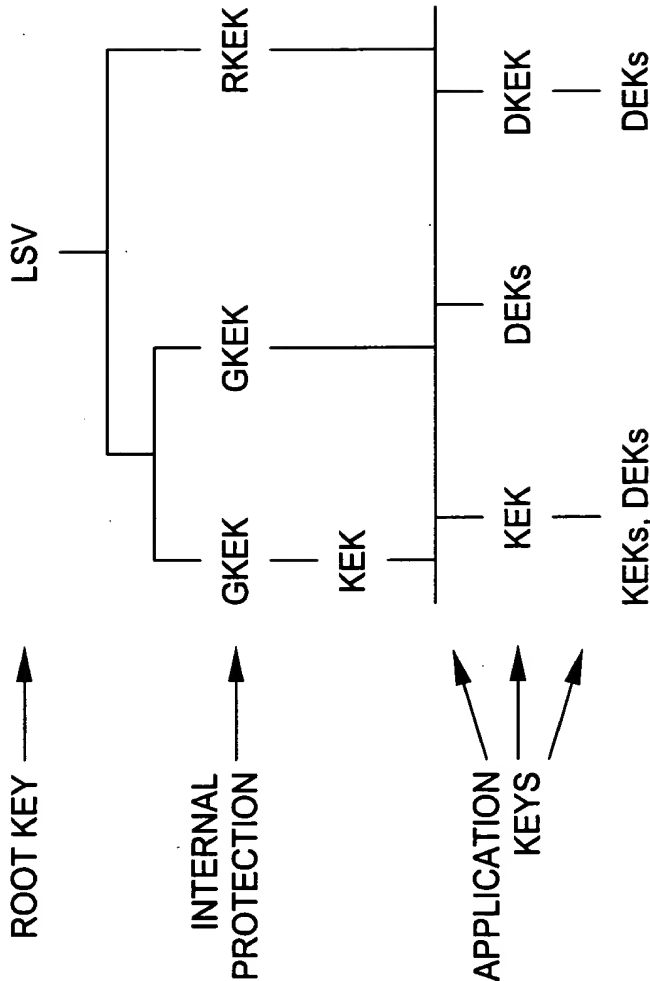 ROOT KEY
LSV
INTERNAL
PROTECTION
GKEK
GKEK
RKEK
KEK
APPLICATION
KEYS
KEK
DEKs
DKEK
KEKs, DEKs
DEKs